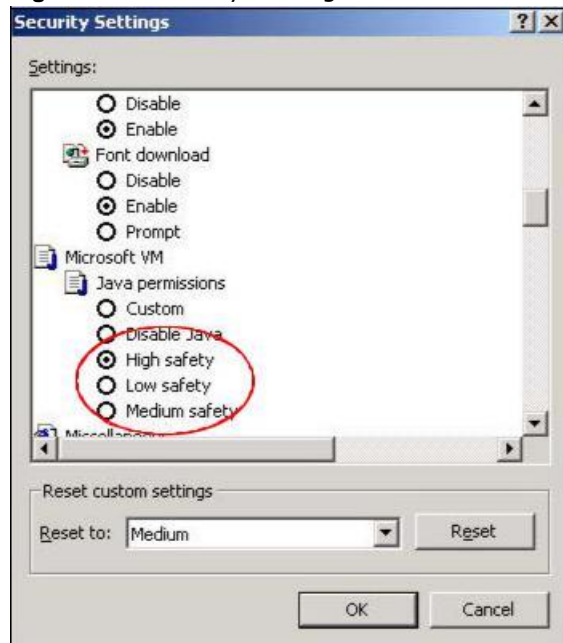 Security Settings
Settings:
Disable
Enable
Font download
Disable
Enable
Prompt
Microsoft VM
Java permissions
Custom
Disable Java
High safety
Low safety
Medium safety
Miscellaneous
Reset custom settings
Reset to: Medium Reset
OK Cancel